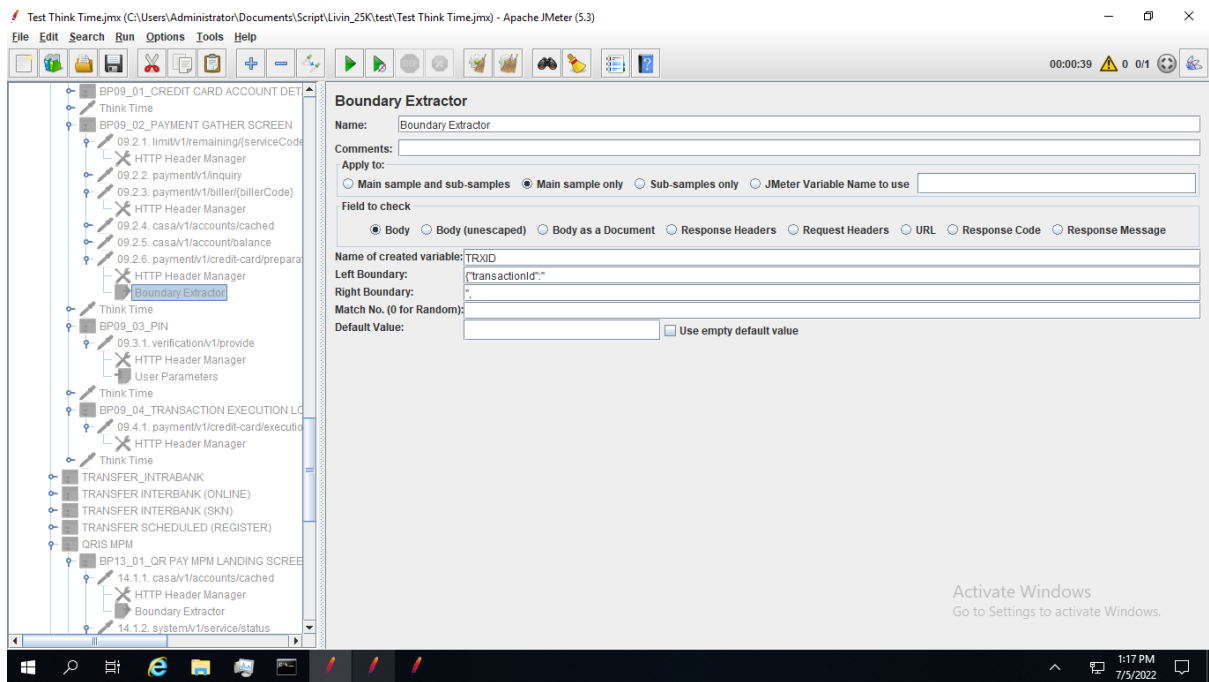 Test Think Time.jmx (C:\Users\Administrator\Documents\Script\Livin_25K\test\Test Think Time.jmx) - Apache JMeter (5.3)
File Edit Search Run Options Tools Help
00:00:39 0 0/1
BP09_01_CREDIT CARD ACCOUNT DET
Think Time
BP09_02_PAYMENT GATHER SCREEN
09.2.1. limit/v1/remaining/{serviceCode
HTTP Header Manager
09.2.2. payment/v1/inquiry
09.2.3. payment/v1/biller/{billerCode}
HTTP Header Manager
09.2.4. casa/v1/accounts/cached
09.2.5. casa/v1/account/balance
09.2.6. payment/v1/credit-card/prepara
HTTP Header Manager
Boundary Extractor
Think Time
BP09_03_PIN
09.3.1. verification/v1/provide
HTTP Header Manager
User Parameters
Think Time
BP09_04_TRANSACTION EXECUTION LO
09.4.1. payment/v1/credit-card/executio
HTTP Header Manager
Think Time
TRANSFER_INTRABANK
TRANSFER INTERBANK (ONLINE)
TRANSFER INTERBANK (SKN)
TRANSFER SCHEDULED (REGISTER)
QRIS MPM
BP13_01_QR PAY MPM LANDING SCREE
14.1.1. casa/v1/accounts/cached
HTTP Header Manager
Boundary Extractor
14.1.2. system/v1/service/status
Boundary Extractor
Name: Boundary Extractor
Comments:
Apply to:
Main sample and sub-samples Main sample only Sub-samples only JMeter Variable Name to use
Field to check
Body Body (unescaped) Body as a Document Response Headers Request Headers URL Response Code Response Message
Name of created variable: TRXID
Left Boundary: {"transactionId":"
Right Boundary: ",
Match No. (0 for Random):
Default Value: Use empty default value
Activate Windows
Go to Settings to activate Windows.
1:17 PM
7/5/2022